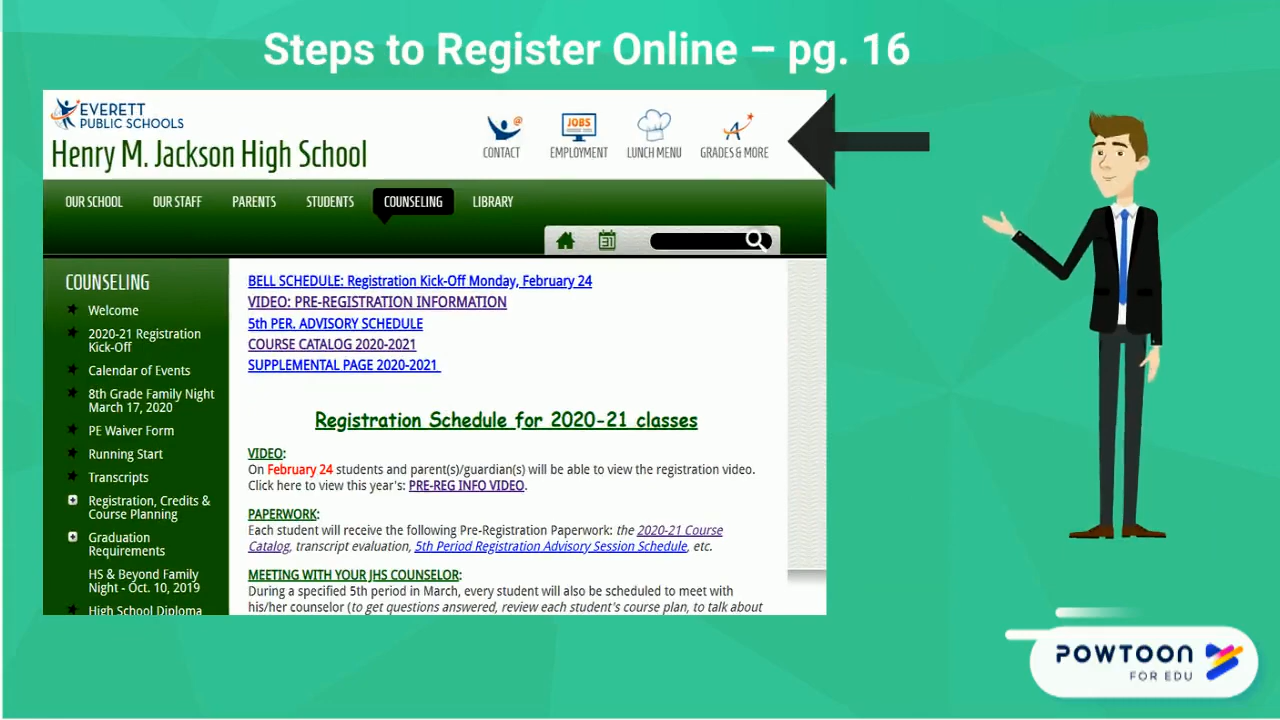 Steps to Register Online – pg. 16
EVERETT
PUBLIC SCHOOLS
Henry M. Jackson High School
@
JOBS
CONTACT
EMPLOYMENT
LUNCH MENU
GRADES & MORE
OUR SCHOOL
OUR STAFF
PARENTS
STUDENTS
COUNSELING
LIBRARY
31
COUNSELING
Welcome
2020-21 Registration
Kick-Off
Calendar of Events
8th Grade Family Night
March 17, 2020
PE Waiver Form
Running Start
Transcripts
Registration, Credits &
Course Planning
Graduation
Requirements
HS & Beyond Family
Night - Oct. 10, 2019
High School Diploma
BELL SCHEDULE: Registration Kick-Off Monday, February 24
VIDEO: PRE-REGISTRATION INFORMATION
5th PER. ADVISORY SCHEDULE
COURSE CATALOG 2020-2021
SUPPLEMENTAL PAGE 2020-2021
Registration Schedule for 2020-21 classes
VIDEO:
On February 24 students and parent(s)/guardian(s) will be able to view the registration video.
Click here to view this year's: PRE-REG INFO VIDEO.
PAPERWORK:
Each student will receive the following Pre-Registration Paperwork: the 2020-21 Course
Catalog, transcript evaluation, 5th Period Registration Advisory Session Schedule, etc.
MEETING WITH YOUR JHS COUNSELOR:
During a specified 5th period in March, every student will also be scheduled to meet with
his/her counselor (to get questions answered, review each student's course plan, to talk about
POWTOON
FOR EDU